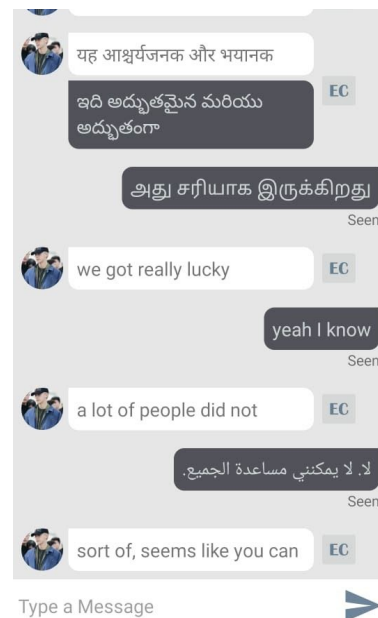 यह आश्चर्यजनक और भयानक
ఇది అద్భుతమైన మరియు
అద్భుతంగా
EC
அது சரியாக இருக்கிறது
Seen
we got really lucky
EC
yeah I know
Seen
a lot of people did not
EC
لا. لا يمكنني مساعدة الجميع.
Seen
sort of, seems like you can
EC
Type a Message